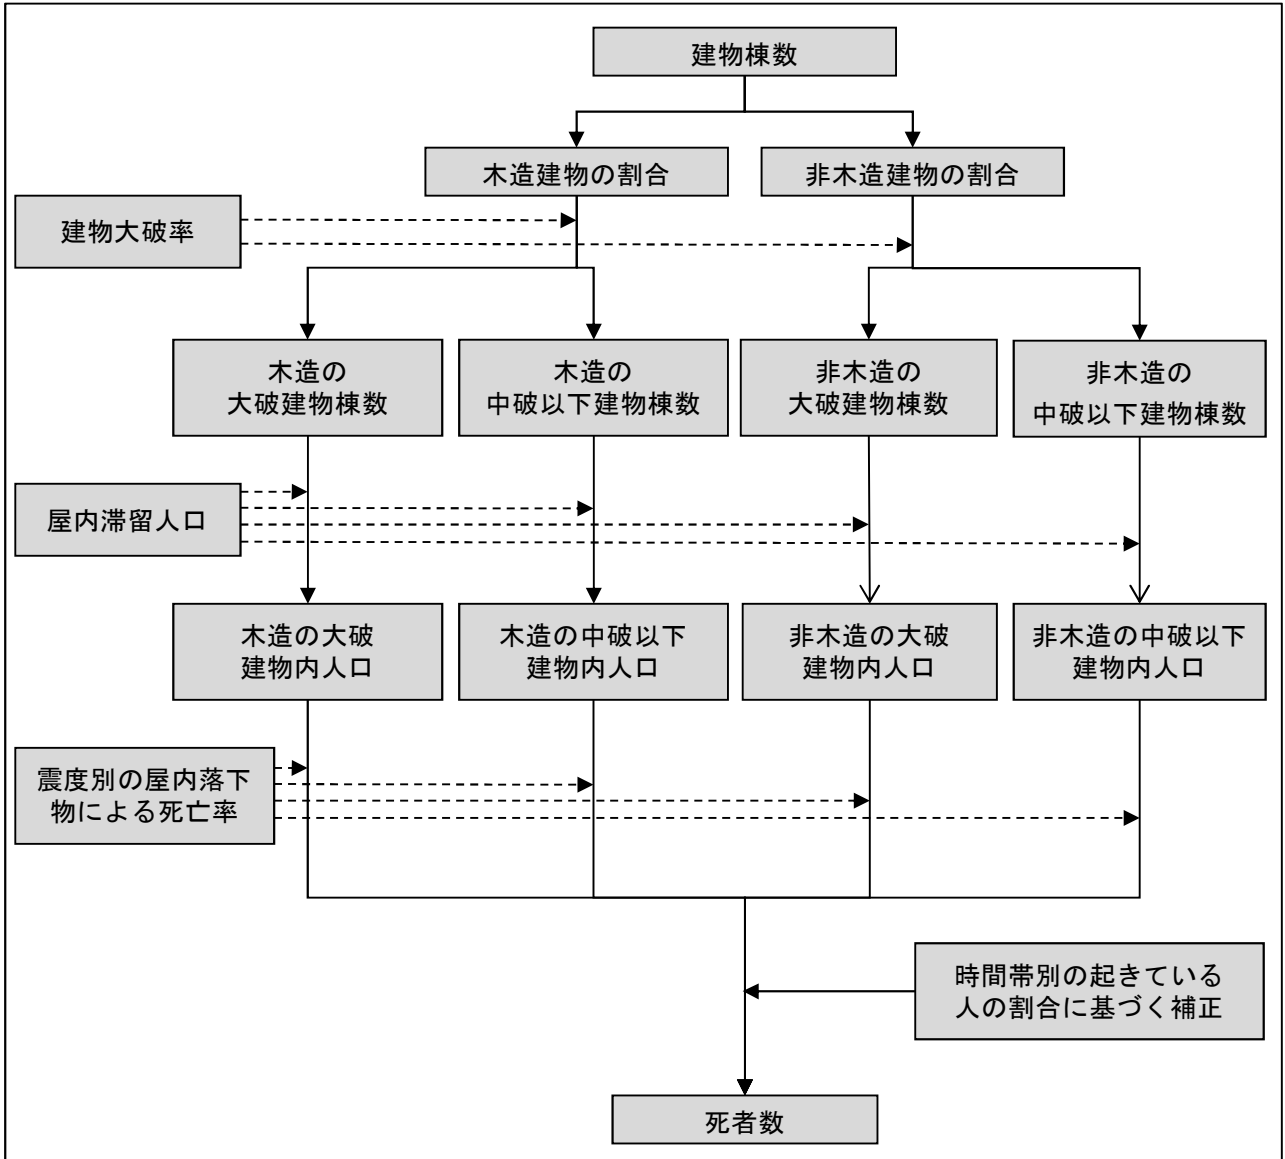 建物棟数
木造建物の割合
非木造建物の割合
建物大破率
木造の
大破建物棟数
木造の
中破以下建物棟数
非木造の
大破建物棟数
非木造の
中破以下建物棟数
屋内滞留人口
木造の大破
建物内人口
木造の中破以下
建物内人口
非木造の大破
建物内人口
非木造の中破以下
建物内人口
震度別の屋内落下
物による死亡率
時間帯別の起きている
人の割合に基づく補正
死者数